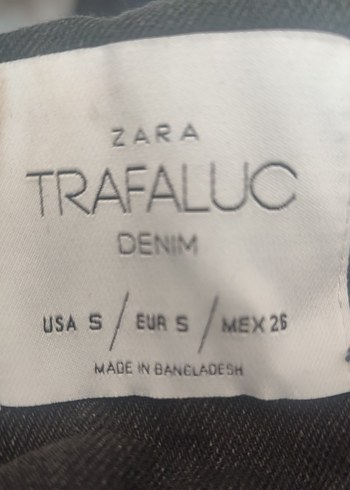 ZARA
TRAFALUC
DENIM
USA S / EUR S / MEX 26
MADE IN BANGLADESH